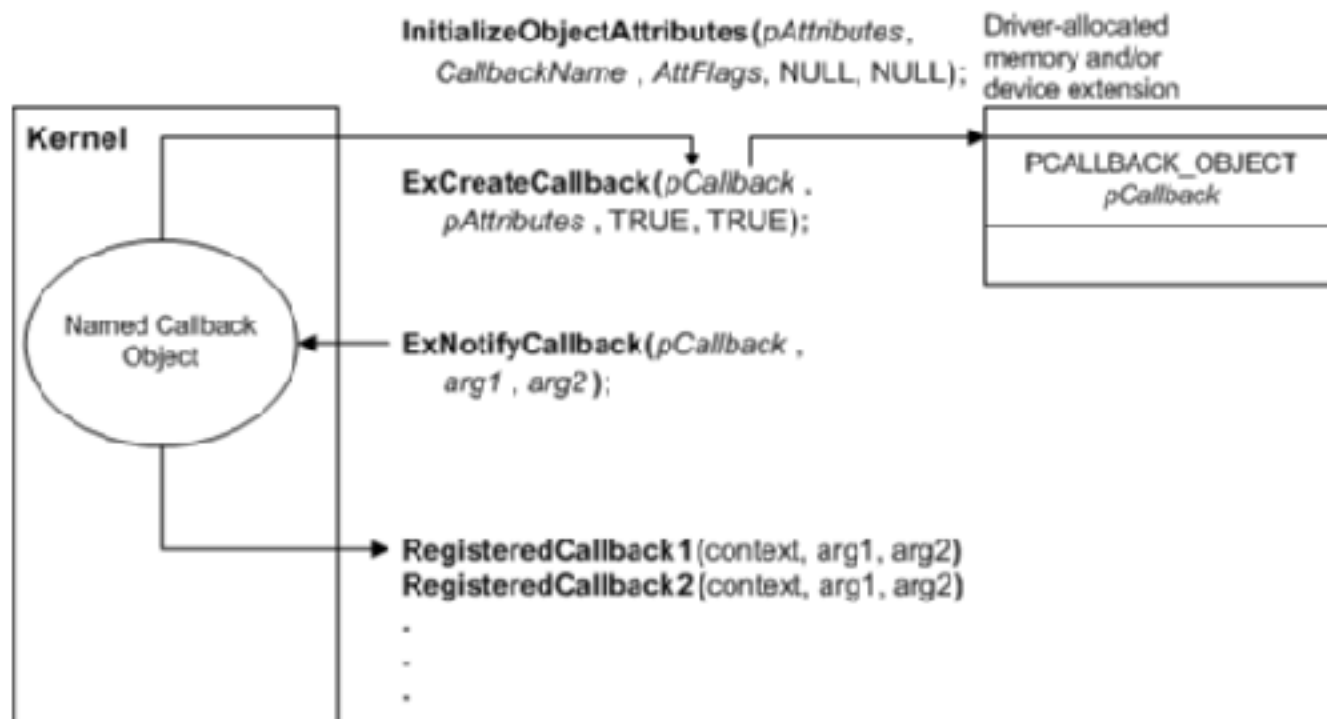 InitializeObjectAttributes(pAttributes,
CallbackName , AttFlags, NULL, NULL);
Driver-allocated
memory and/or
device extension
Kernel
ExCreateCallback(pCallback ,
pAttributes , TRUE, TRUE);
PCALLBACK_OBJECT
pCallback
Named Callback
Object
ExNotifyCallback(pCallback ,
arg1 , arg2 );
RegisteredCallback1(context, arg1, arg2)
RegisteredCallback2(context, arg1, arg2)
.
.
.